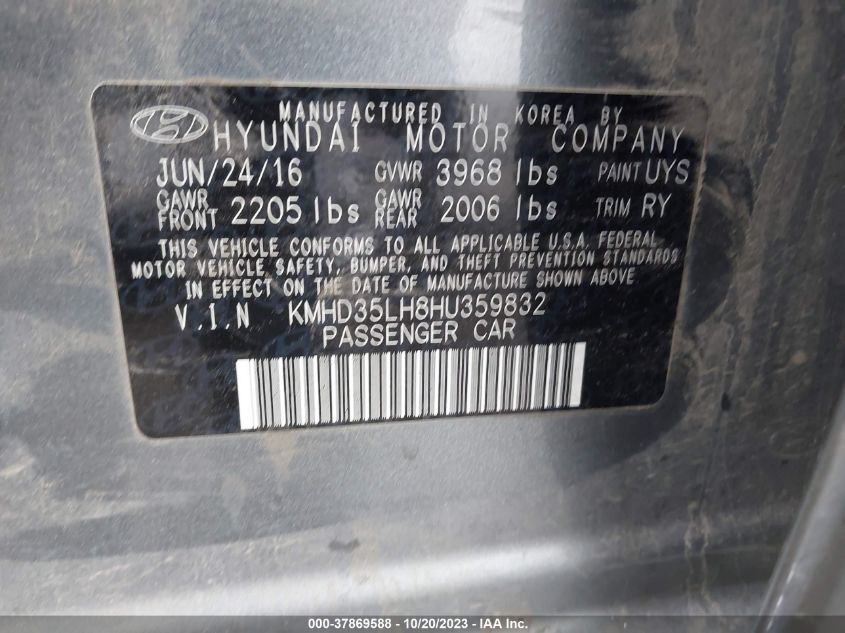 MANUFACTURED IN KOREA BY
HYUNDAI MOTOR COMPANY
JUN/24/16 GVWR 3968 lbs PAINT UYS
GAWR FRONT 2205 lbs GAWR REAR 2006 lbs TRIM RY
THIS VEHICLE CONFORMS TO ALL APPLICABLE U.S.A. FEDERAL
MOTOR VEHICLE SAFETY, BUMPER, AND THEFT PREVENTION STANDARDS
IN EFFECT ON THE DATE OF MANUFACTURE SHOWN ABOVE
V.I.N KMHD35LH8HU359832
PASSENGER CAR
000-37869588 - 10/20/2023 - IAA Inc.